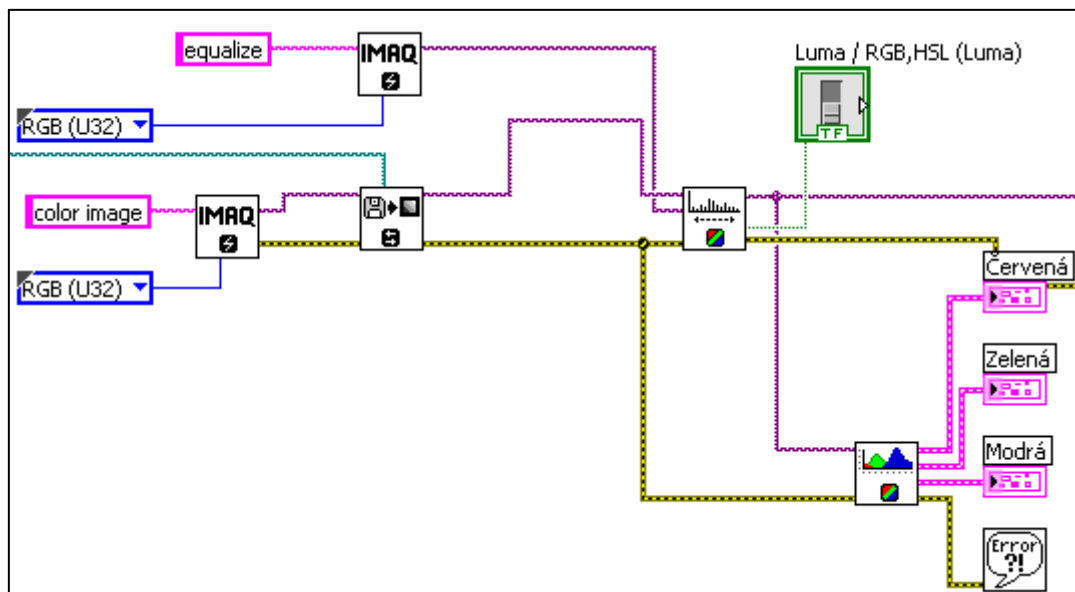 equalize
IMAQ
Luma / RGB,HSL (Luma)
RGB (U32)
TF
color image
IMAQ
RGB (U32)
Červená
Zelená
Modrá
Error
?!